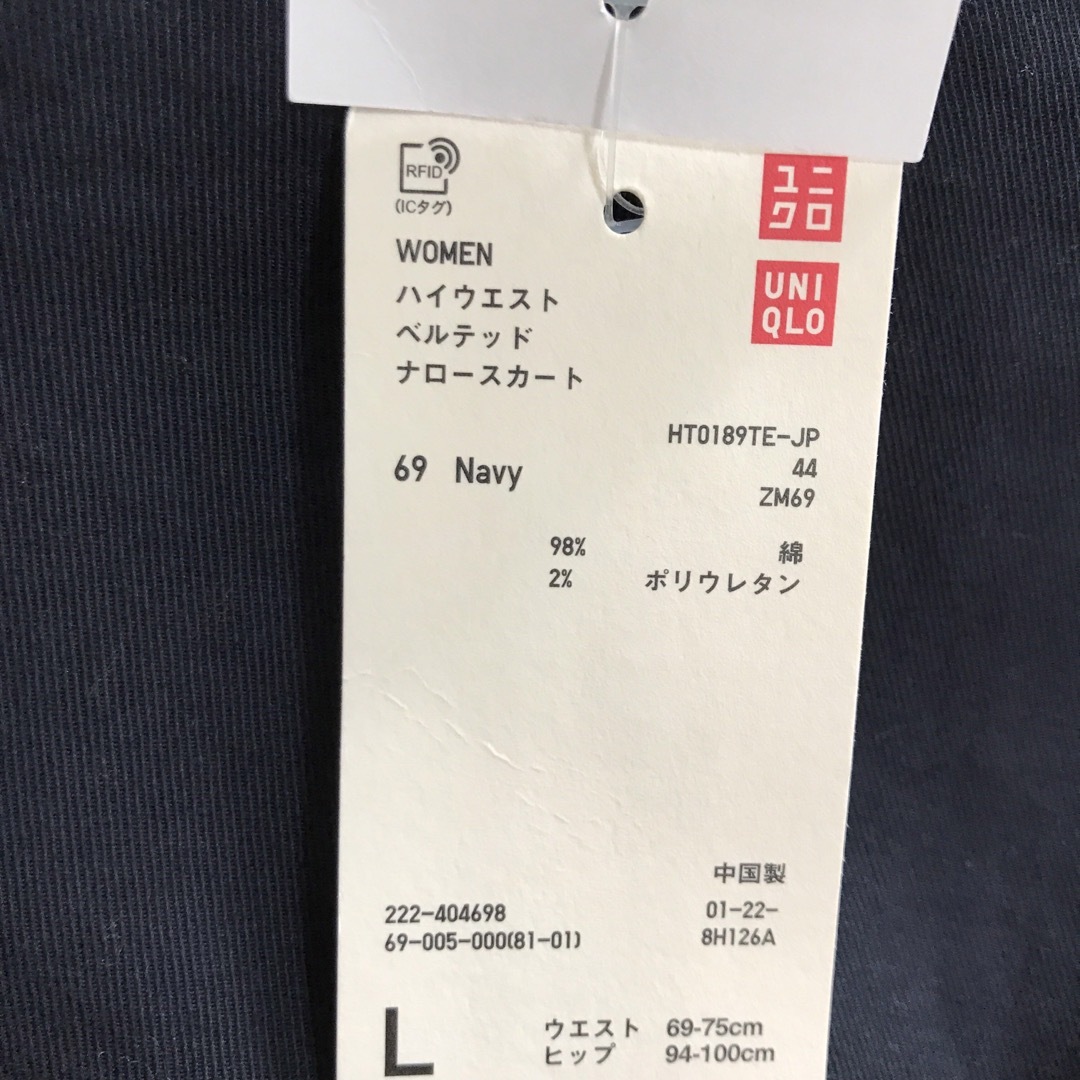 RFID
(ICタグ)
ユニ
クロ
UNI
QLO
WOMEN
ハイウエスト
ベルテッド
ナロースカート
HT0189TE-JP
69 Navy
44
ZM69
98% 綿
2% ポリウレタン
中国製
222-404698
01-22-
69-005-000(81-01)
8H126A
L
ウエスト 69-75cm
ヒップ 94-100cm